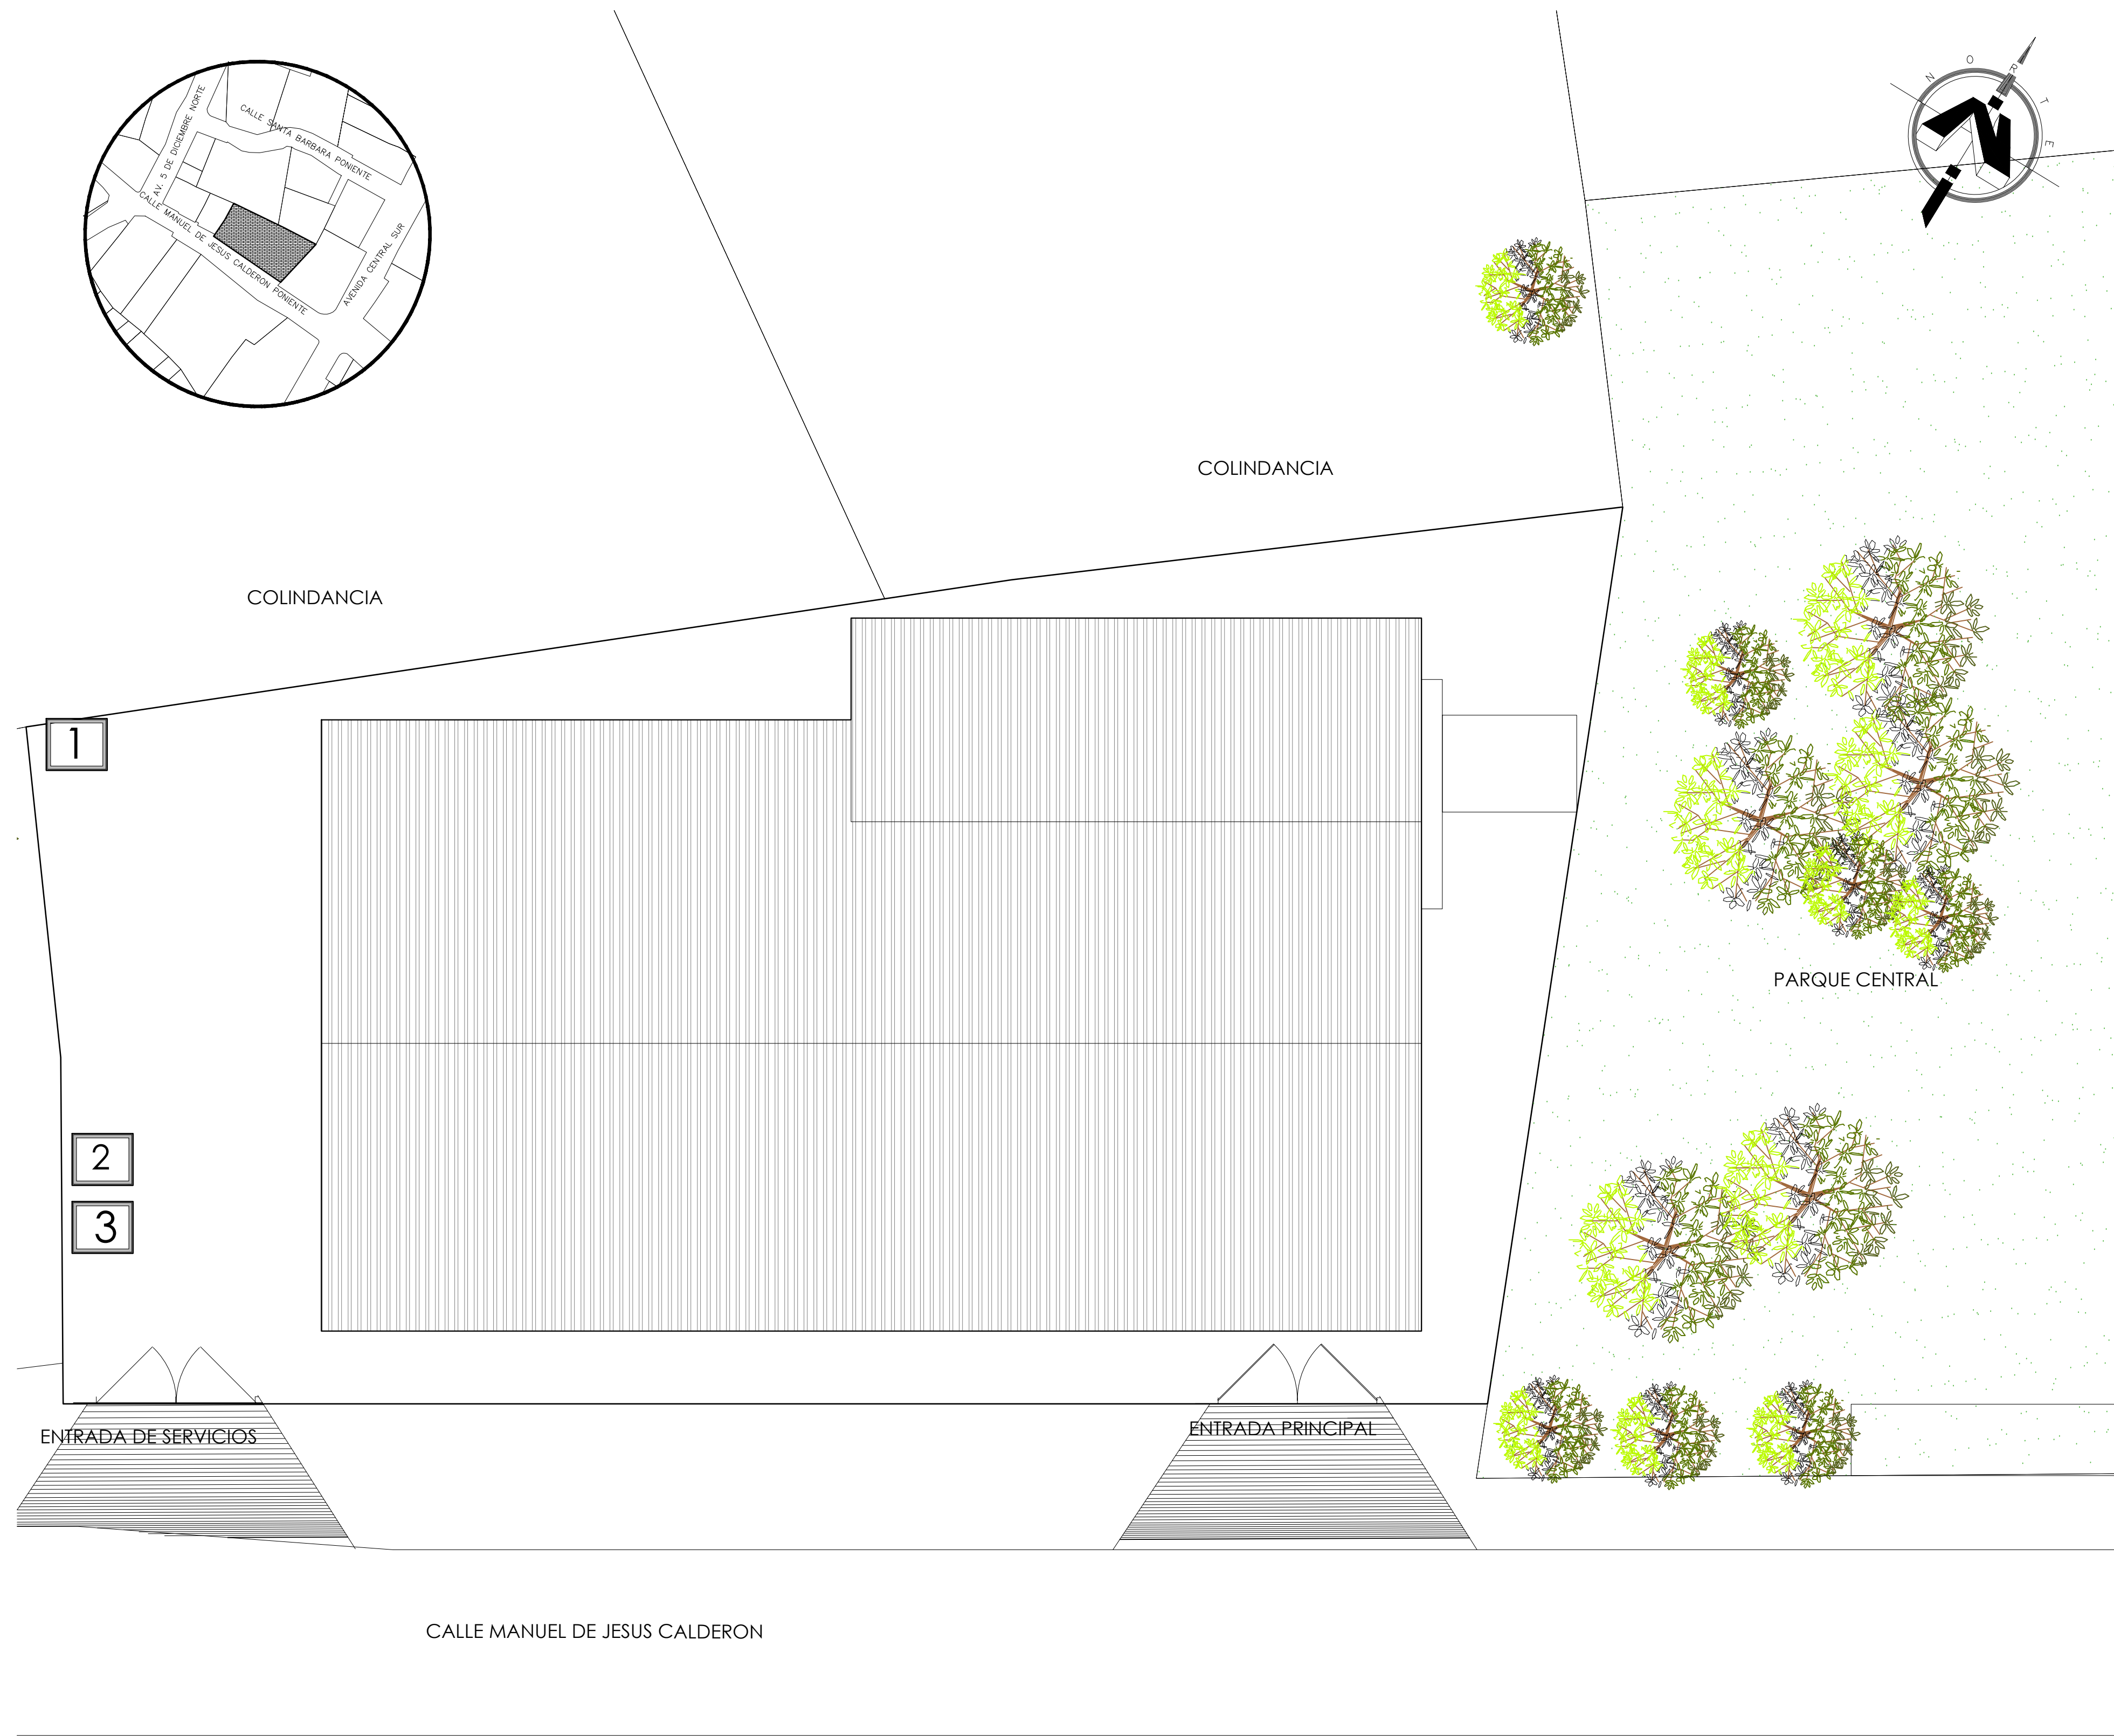 AV. 5 DE DICIEMBRE NORTE
CALLE SANTA BARBARA PONIENTE
CALLE MANUEL DE JESUS CALDERON PONIENTE
AVENIDA CENTRAL SUR
NORTE
COLINDANCIA
COLINDANCIA
1
2
3
PARQUE CENTRAL
ENTRADA DE SERVICIOS
ENTRADA PRINCIPAL
CALLE MANUEL DE JESUS CALDERON